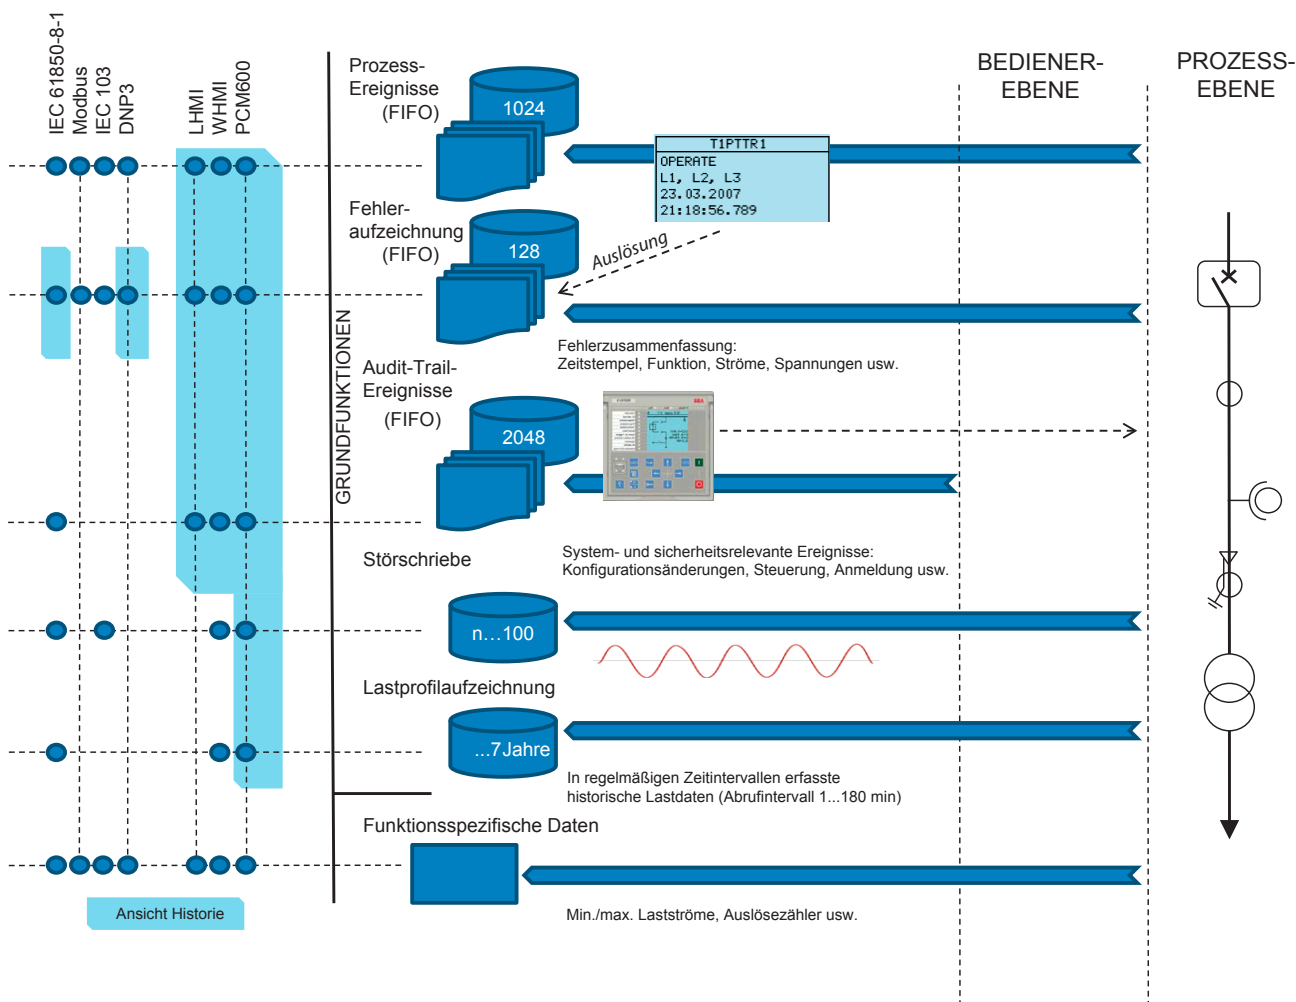 IEC 61850-8-1
Modbus
IEC 103
DNP3
LHMI
WHMI
PCM600
BEDIENER-
EBENE
PROZESS-
EBENE
GRUNDFUNKTIONEN
Prozess-
Ereignisse
(FIFO)
1024
T1PTTR1
OPERATE
L1, L2, L3
23.03.2007
21:18:56.789
Fehler-
aufzeichnung
(FIFO)
128
Auslösung
Fehlerzusammenfassung:
Zeitstempel, Funktion, Ströme, Spannungen usw.
Audit-Trail-
Ereignisse
(FIFO)
2048
ABB
System- und sicherheitsrelevante Ereignisse:
Konfigurationsänderungen, Steuerung, Anmeldung usw.
Störschriebe
n...100
Lastprofilaufzeichnung
...7Jahre
In regelmäßigen Zeitintervallen erfasste
historische Lastdaten (Abrufintervall 1...180 min)
Funktionsspezifische Daten
Min./max. Lastströme, Auslösezähler usw.
Ansicht Historie